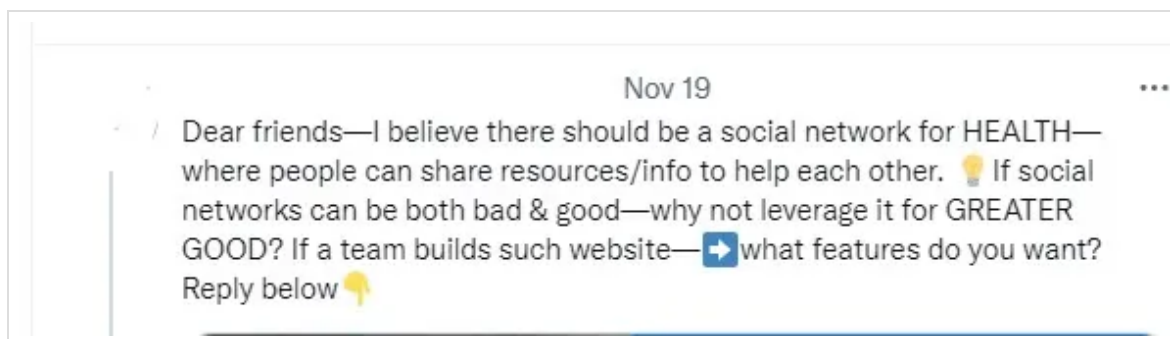 Nov 19
Dear friends—I believe there should be a social network for HEALTH—
where people can share resources/info to help each other. 💡 If social
networks can be both bad & good—why not leverage it for GREATER
GOOD? If a team builds such website—➡️what features do you want?
Reply below👇